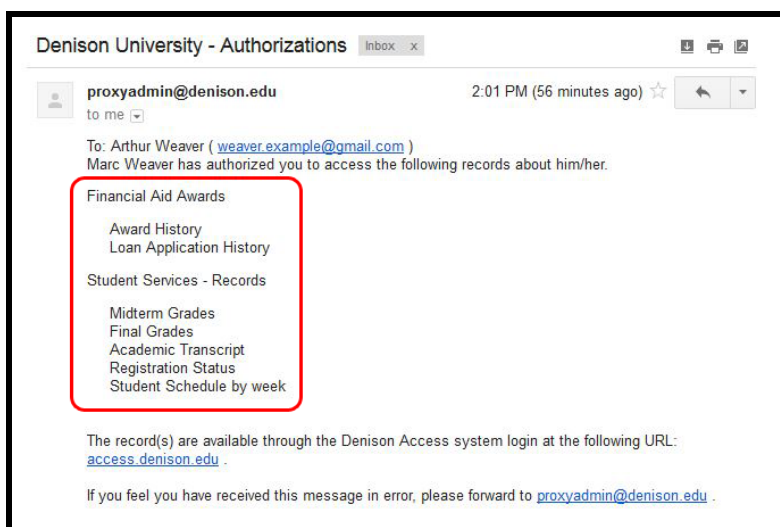 Denison University - Authorizations Inbox x
proxyadmin@denison.edu 2:01 PM (56 minutes ago)
to me
To: Arthur Weaver ( weaver.example@gmail.com )
Marc Weaver has authorized you to access the following records about him/her.
Financial Aid Awards
Award History
Loan Application History
Student Services - Records
Midterm Grades
Final Grades
Academic Transcript
Registration Status
Student Schedule by week
The record(s) are available through the Denison Access system login at the following URL:
access.denison.edu .
If you feel you have received this message in error, please forward to proxyadmin@denison.edu .